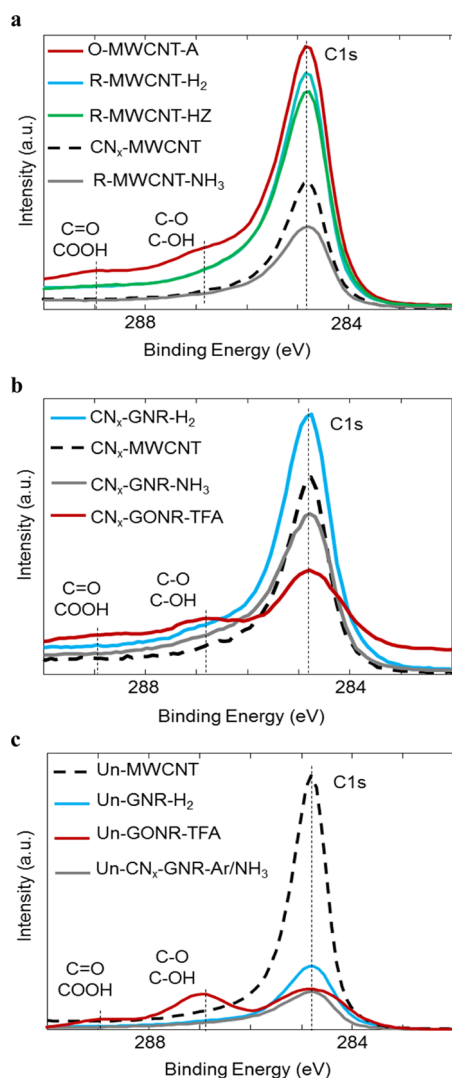 a
O-MWCNT-A
R-MWCNT-H₂
R-MWCNT-HZ
CNₓ-MWCNT
R-MWCNT-NH₃
C1s
C=O
COOH
C-O
C-OH
Intensity (a.u.)
288
284
Binding Energy (eV)
b
CNₓ-GNR-H₂
CNₓ-MWCNT
CNₓ-GNR-NH₃
CNₓ-GONR-TFA
C1s
C=O
COOH
C-O
C-OH
Intensity (a.u.)
288
284
Binding Energy (eV)
c
Un-MWCNT
Un-GNR-H₂
Un-GONR-TFA
Un-CNₓ-GNR-Ar/NH₃
C1s
C=O
COOH
C-O
C-OH
Intensity (a.u.)
288
284
Binding Energy (eV)